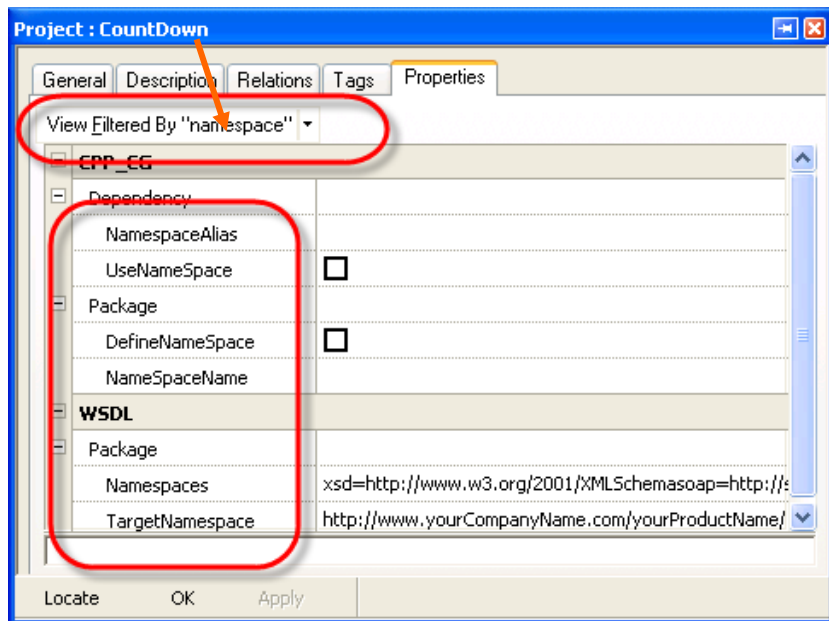 Project : CountDown
General Description Relations Tags Properties
View Filtered By "namespace"
CPP_CG
Dependency
NamespaceAlias
UseNameSpace
Package
DefineNameSpace
NameSpaceName
WSDL
Package
Namespaces xsd=http://www.w3.org/2001/XMLSchemasoap=http://s
TargetNamespace http://www.yourCompanyName.com/yourProductName/
Locate OK Apply